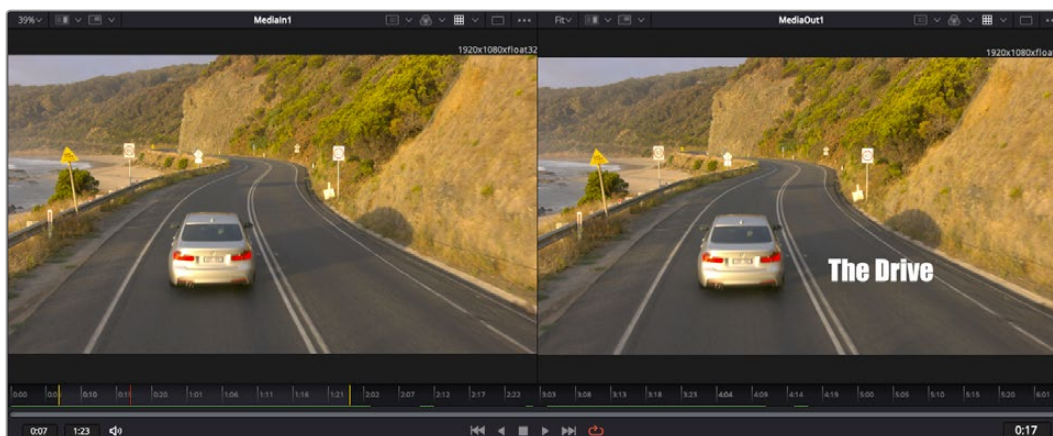 39% MediaIn1 Fit MediaOut1
1920x1080xfloat32 1920x1080xfloat
The Drive
0:00 0:10 1:01 1:06 1:11 1:16 1:21 2:02 2:07 2:12 2:17 2:22 3:03 3:08 3:13 3:18 3:23 4:04 4:09 4:14 4:19 5:00 5:05 5:10 5:15 5:20 6:01
0:07 1:23 0:17